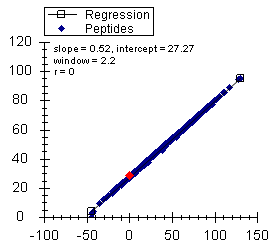 Regression
Peptides
120
slope = 0.52, intercept = 27.27
window = 2.2
r = 0
100
80
60
40
20
0
-100 -50 0 50 100 150